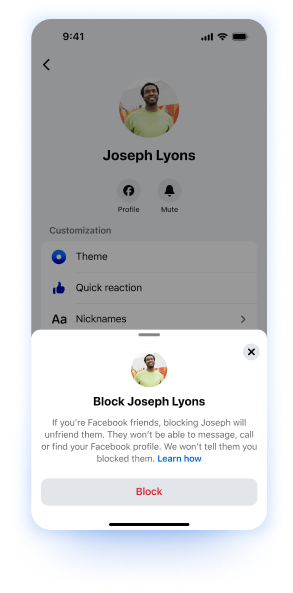 9:41
Joseph Lyons
Profile Mute
Customization
Theme
Quick reaction
Aa Nicknames
Block Joseph Lyons
If you're Facebook friends, blocking Joseph will
unfriend them. They won't be able to message, call
or find your Facebook profile. We won't tell them you
blocked them. Learn how
Block